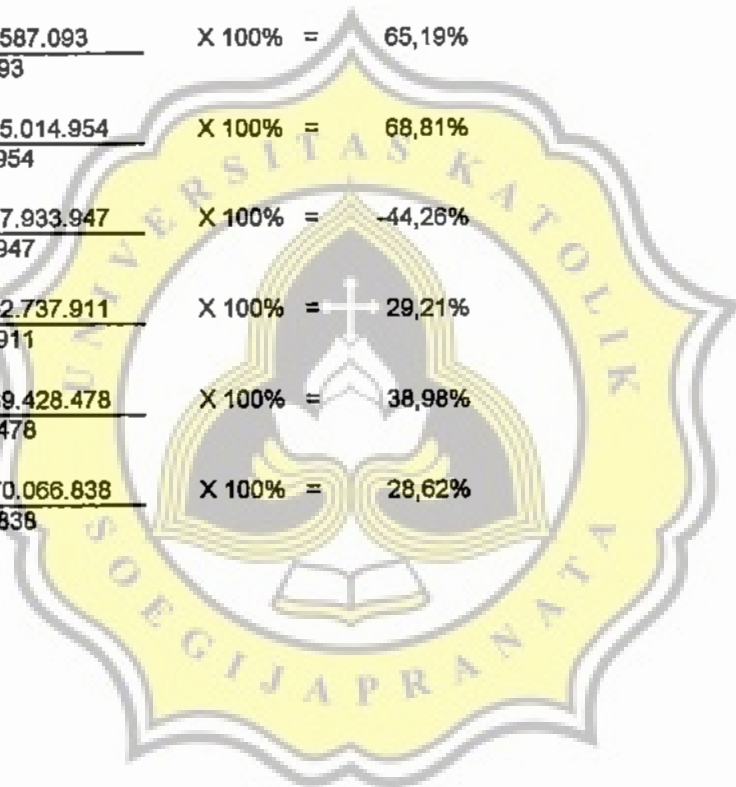 587.093 X 100% = 65,19%
93
5.014.954 X 100% = 68,81%
954
7.933.947 X 100% = -44,26%
947
2.737.911 X 100% = 29,21%
911
9.428.478 X 100% = 38,98%
478
70.066.838 X 100% = 28,62%
838
UNIVERSITAS KATOLIK
SOEGIJAPRANATA